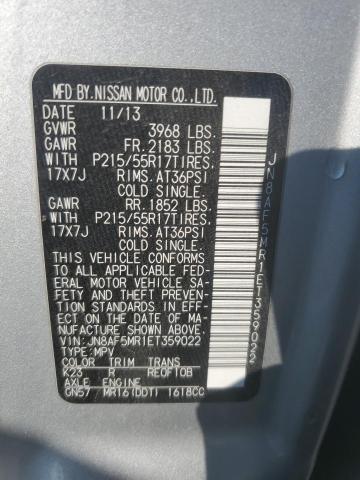 MFD BY. NISSAN MOTOR CO., LTD.
DATE 11/13
GVWR 3968 LBS.
GAWR FR. 2183 LBS.
WITH P215/55R17TIRES,
17X7J RIMS. AT36PSI
COLD SINGLE.
GAWR RR. 1852 LBS.
WITH P215/55R17TIRES,
17X7J RIMS. AT36PSI
COLD SINGLE.
THIS VEHICLE CONFORMS
TO ALL APPLICABLE FED-
ERAL MOTOR VEHICLE SA-
FETY AND THEFT PREVEN-
TION STANDARDS IN EFF-
ECT ON THE DATE OF MA-
NUFACTURE SHOWN ABOVE.
VIN: JN8AF5MR1ET359022
TYPE: MPV
COLOR TRIM TRANS
K23 R RE0F10B
AXLE ENGINE
GN57 MR16(DDT) 1618CC
JN8AF5MR1ET359022